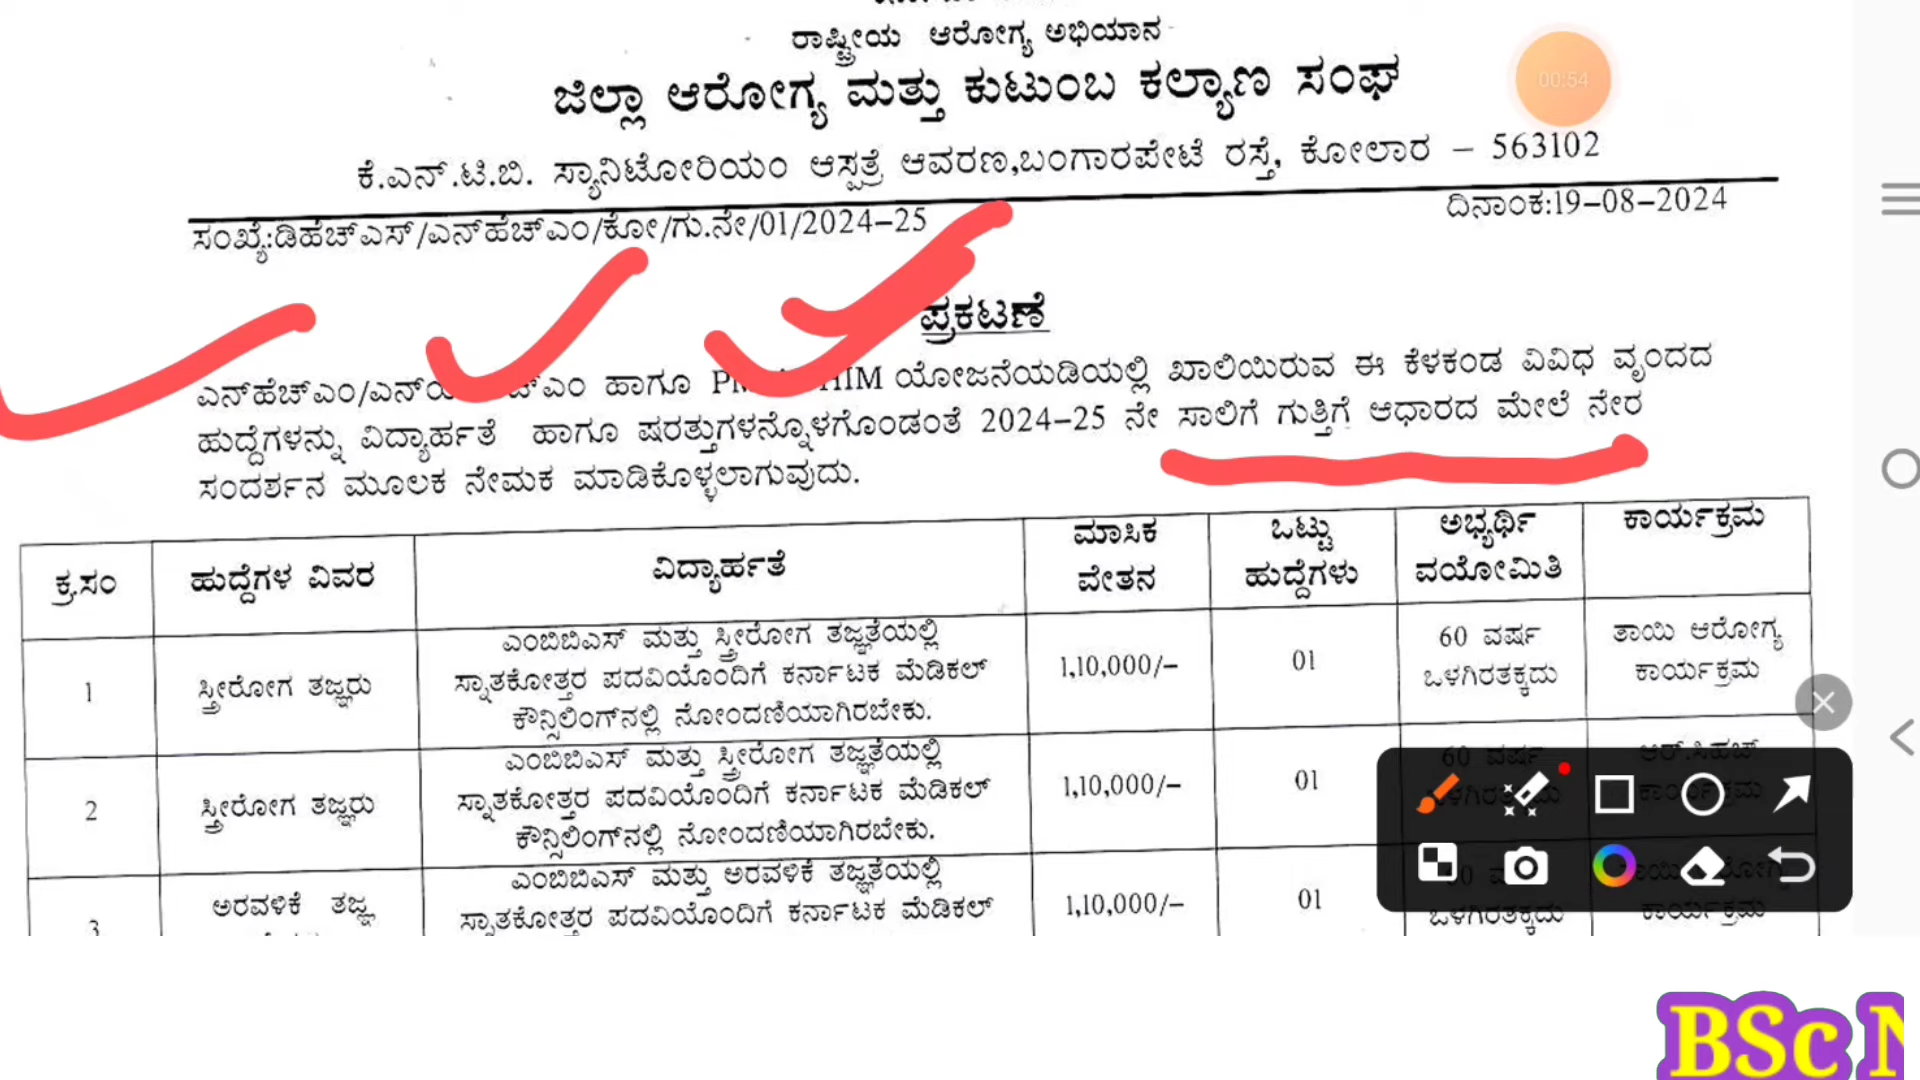 ರಾಷ್ಟ್ರೀಯ ಆರೋಗ್ಯ ಅಭಿಯಾನ
ಜಿಲ್ಲಾ ಆರೋಗ್ಯ ಮತ್ತು ಕುಟುಂಬ ಕಲ್ಯಾಣ ಸಂಘ
00:54
ಕೆ.ಎನ್.ಟಿ.ಬಿ. ಸ್ಯಾನಿಟೋರಿಯಂ ಆಸ್ಪತ್ರೆ ಆವರಣ,ಬಂಗಾರಪೇಟೆ ರಸ್ತೆ, ಕೋಲಾರ – 563102
ಸಂಖ್ಯೆ:ಡಿಹೆಚ್ಎಸ್/ಎನ್‌ಹೆಚ್ಎಂ/ಕೋ/ಗು.ನೇ/01/2024-25 ದಿನಾಂಕ:19-08-2024
ಪ್ರಕಟಣೆ
ಎನ್‌ಹೆಚ್ಎಂ/ ಹಾಗೂ ಯೋಜನೆಯಡಿಯಲ್ಲಿ ಖಾಲಿಯಿರುವ ಈ ಕೆಳಕಂಡ ವಿವಿಧ ವೃಂದದ
ಹುದ್ದೆಗಳನ್ನು ವಿದ್ಯಾರ್ಹತೆ ಹಾಗೂ ಷರತ್ತುಗಳನ್ನೊಳಗೊಂಡಂತೆ 2024-25 ನೇ ಸಾಲಿಗೆ ಗುತ್ತಿಗೆ ಆಧಾರದ ಮೇಲೆ ನೇರ
ಸಂದರ್ಶನ ಮೂಲಕ ನೇಮಕ ಮಾಡಿಕೊಳ್ಳಲಾಗುವುದು.
ಕ್ರ.ಸಂ ಹುದ್ದೆಗಳ ವಿವರ ವಿದ್ಯಾರ್ಹತೆ ಮಾಸಿಕ ವೇತನ ಒಟ್ಟು ಹುದ್ದೆಗಳು ಅಭ್ಯರ್ಥಿ ವಯೋಮಿತಿ ಕಾರ್ಯಕ್ರಮ
1 ಸ್ತ್ರೀರೋಗ ತಜ್ಞರು ಎಂಬಿಬಿಎಸ್ ಮತ್ತು ಸ್ತ್ರೀರೋಗ ತಜ್ಞತೆಯಲ್ಲಿ
ಸ್ನಾತಕೋತ್ತರ ಪದವಿಯೊಂದಿಗೆ ಕರ್ನಾಟಕ ಮೆಡಿಕಲ್
ಕೌನ್ಸಿಲಿಂಗ್‌ನಲ್ಲಿ ನೋಂದಣಿಯಾಗಿರಬೇಕು. 1,10,000/- 01 60 ವರ್ಷ ಒಳಗಿರತಕ್ಕದು ತಾಯಿ ಆರೋಗ್ಯ ಕಾರ್ಯಕ್ರಮ
2 ಸ್ತ್ರೀರೋಗ ತಜ್ಞರು ಎಂಬಿಬಿಎಸ್ ಮತ್ತು ಸ್ತ್ರೀರೋಗ ತಜ್ಞತೆಯಲ್ಲಿ
ಸ್ನಾತಕೋತ್ತರ ಪದವಿಯೊಂದಿಗೆ ಕರ್ನಾಟಕ ಮೆಡಿಕಲ್
ಕೌನ್ಸಿಲಿಂಗ್‌ನಲ್ಲಿ ನೋಂದಣಿಯಾಗಿರಬೇಕು. 1,10,000/- 01 60 ವರ್ಷ
3 ಅರವಳಿಕೆ ತಜ್ಞ ಎಂಬಿಬಿಎಸ್ ಮತ್ತು ಅರವಳಿಕೆ ತಜ್ಞತೆಯಲ್ಲಿ
ಸ್ನಾತಕೋತ್ತರ ಪದವಿಯೊಂದಿಗೆ ಕರ್ನಾಟಕ ಮೆಡಿಕಲ್ 1,10,000/- 01 ಒಳಗಿರತಕ್ಕದು ಕಾರ್ಯಕ್ರಮ
BSc N